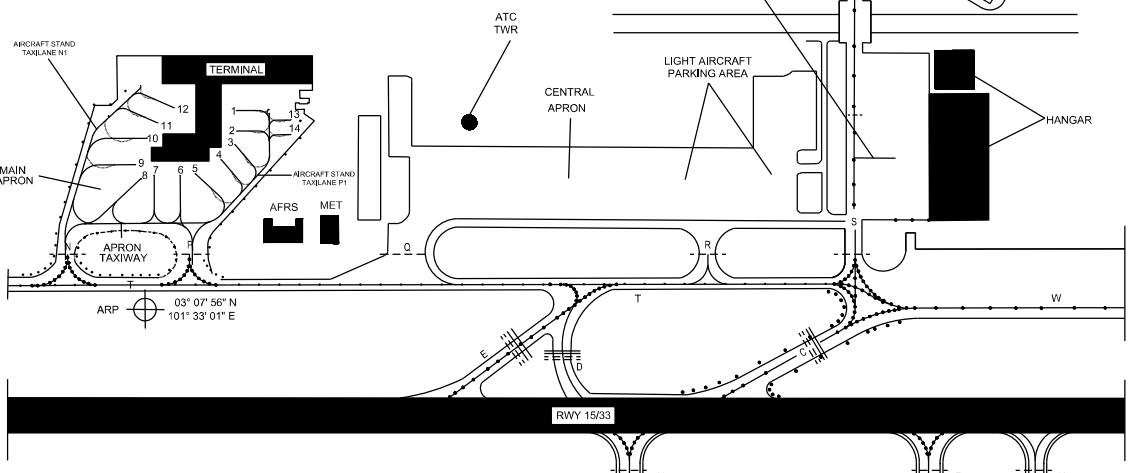 ATC
TWR
AIRCRAFT STAND
TAXILANE N1
TERMINAL
LIGHT AIRCRAFT
PARKING AREA
CENTRAL
APRON
HANGAR
12
11
10
9
8
7
6
5
4
3
2
1
13
14
MAIN
APRON
AIRCRAFT STAND
TAXILANE P1
AFRS
MET
N
APRON
TAXIWAY
P
Q
R
S
T
T
W
ARP
03° 07' 56" N
101° 33' 01" E
E
D
C
RWY 15/33